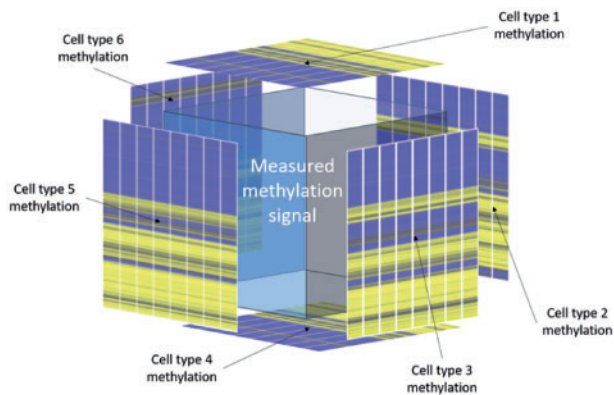 Cell type 1
methylation
Cell type 6
methylation
Measured
methylation
signal
Cell type 5
methylation
Cell type 2
methylation
Cell type 4
methylation
Cell type 3
methylation